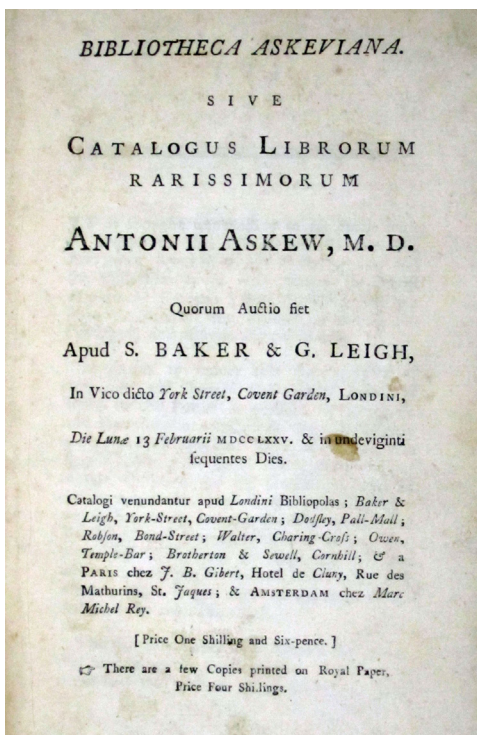 BIBLIOTHECA ASKEVIANA.
SIVE
CATALOGUS LIBRORUM
RARISSIMORUM
ANTONII ASKEW, M. D.
Quorum Auctio fiet
Apud S. BAKER & G. LEIGH,
In Vico dicto York Street, Covent Garden, LONDINI,
Die Lunæ 13 Februarii MDCCLXXV. & in undeviginti
ſequentes Dies.
Catalogi venundantur apud Londini Bibliopolas ; Baker &
Leigh, York-Street, Covent-Garden ; Dodſley, Pall-Mall ;
Robſon, Bond-Street ; Walter, Charing-Croſs ; Owen,
Temple-Bar ; Brotherton & Sewell, Cornhill ; & a
PARIS chez J. B. Gibert, Hotel de Cluny, Rue des
Mathurins, St. Jaques ; & AMSTERDAM chez Marc
Michel Rey.
[ Price One Shilling and Six-pence. ]
☞ There are a few Copies printed on Royal Paper,
Price Four Shillings.